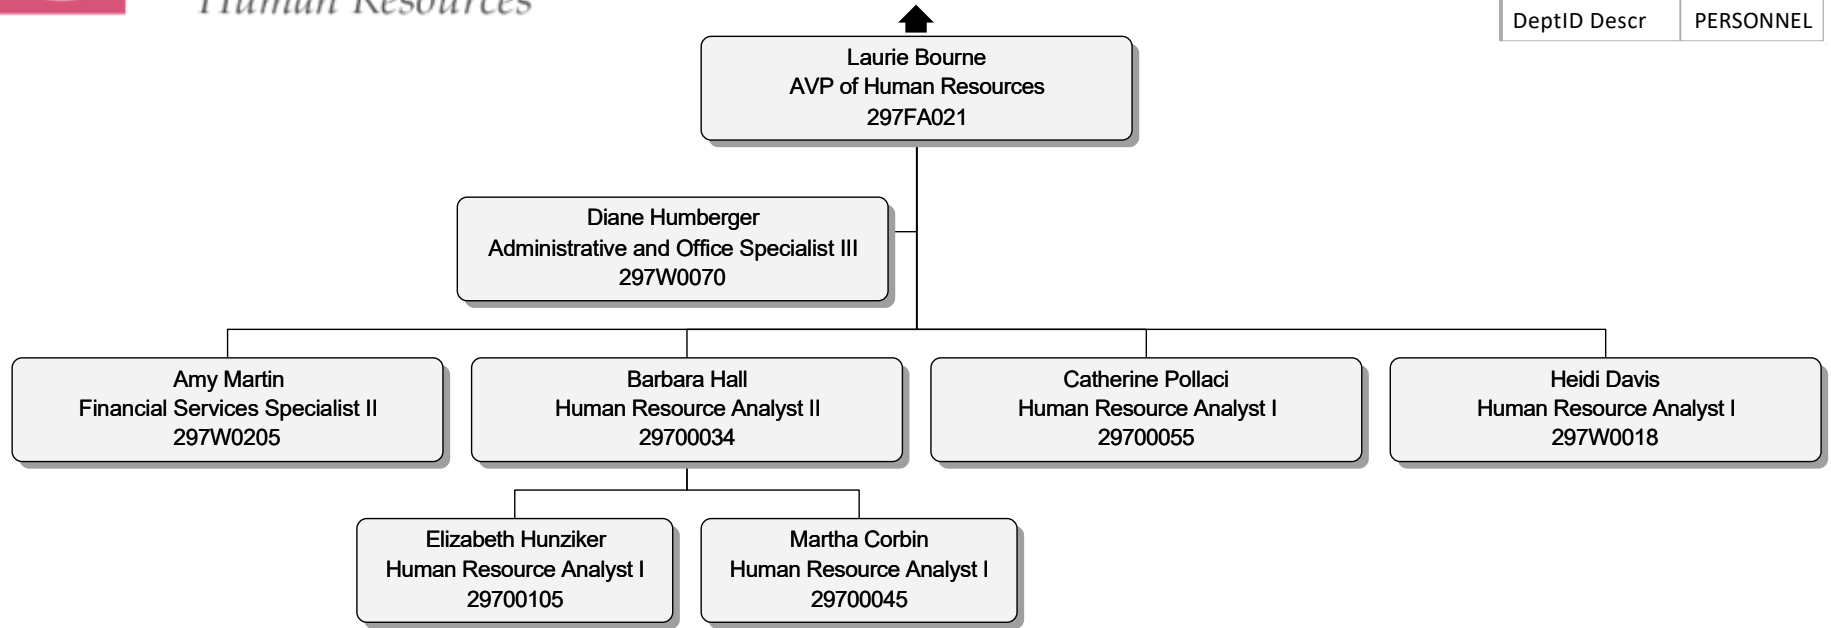 Human Resources
DeptID Descr PERSONNEL
Laurie Bourne
AVP of Human Resources
297FA021
Diane Humberger
Administrative and Office Specialist III
297W0070
Amy Martin
Financial Services Specialist II
297W0205
Barbara Hall
Human Resource Analyst II
29700034
Catherine Pollaci
Human Resource Analyst I
29700055
Heidi Davis
Human Resource Analyst I
297W0018
Elizabeth Hunziker
Human Resource Analyst I
29700105
Martha Corbin
Human Resource Analyst I
29700045